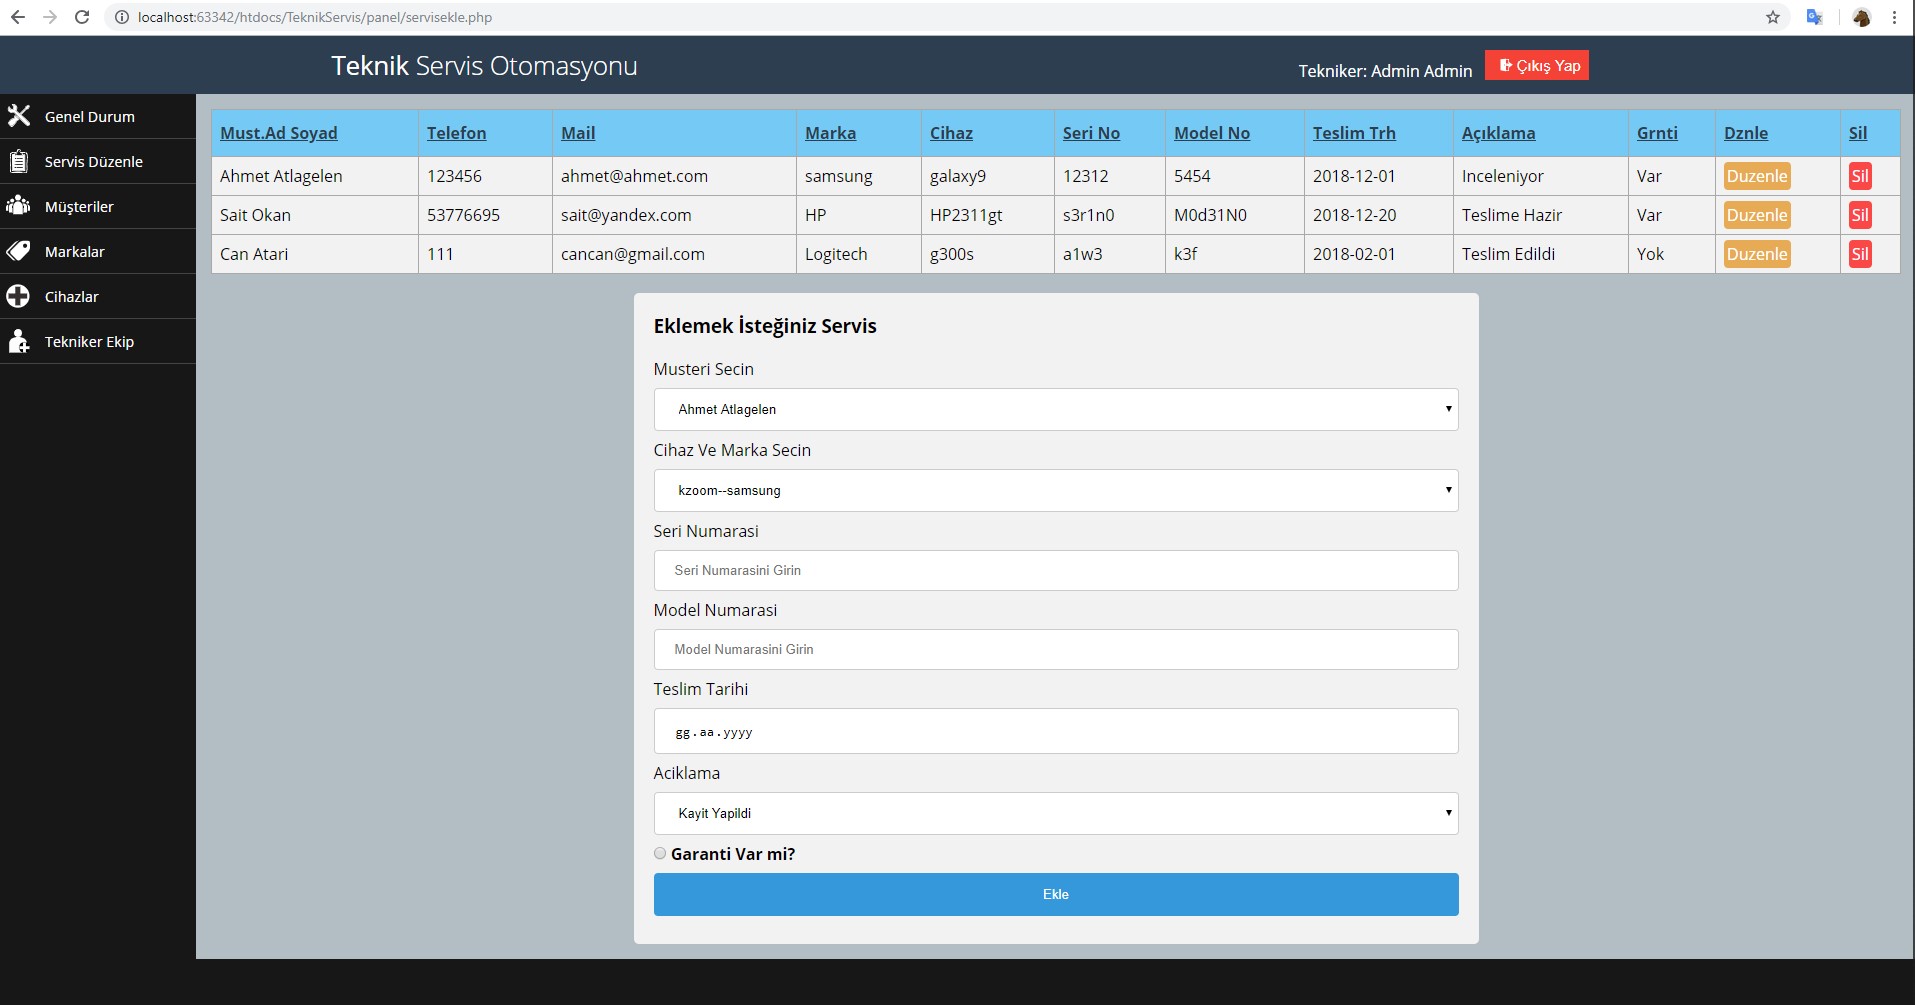 localhost:63342/htdocs/TeknikServis/panel/servisekle.php
Teknik Servis Otomasyonu
Tekniker: Admin Admin
Çıkış Yap
Genel Durum
Servis Düzenle
Müşteriler
Markalar
Cihazlar
Tekniker Ekip
Must.Ad Soyad Telefon Mail Marka Cihaz Seri No Model No Teslim Trh Açıklama Grnti Dznle Sil
Ahmet Atlagelen 123456 ahmet@ahmet.com samsung galaxy9 12312 5454 2018-12-01 Inceleniyor Var Duzenle Sil
Sait Okan 53776695 sait@yandex.com HP HP2311gt s3r1n0 M0d31N0 2018-12-20 Teslime Hazir Var Duzenle Sil
Can Atari 111 cancan@gmail.com Logitech g300s a1w3 k3f 2018-02-01 Teslim Edildi Yok Duzenle Sil
Eklemek İsteğiniz Servis
Musteri Secin
Ahmet Atlagelen
Cihaz Ve Marka Secin
kzoom--samsung
Seri Numarasi
Seri Numarasini Girin
Model Numarasi
Model Numarasini Girin
Teslim Tarihi
gg.aa.yyyy
Aciklama
Kayit Yapildi
Garanti Var mi?
Ekle